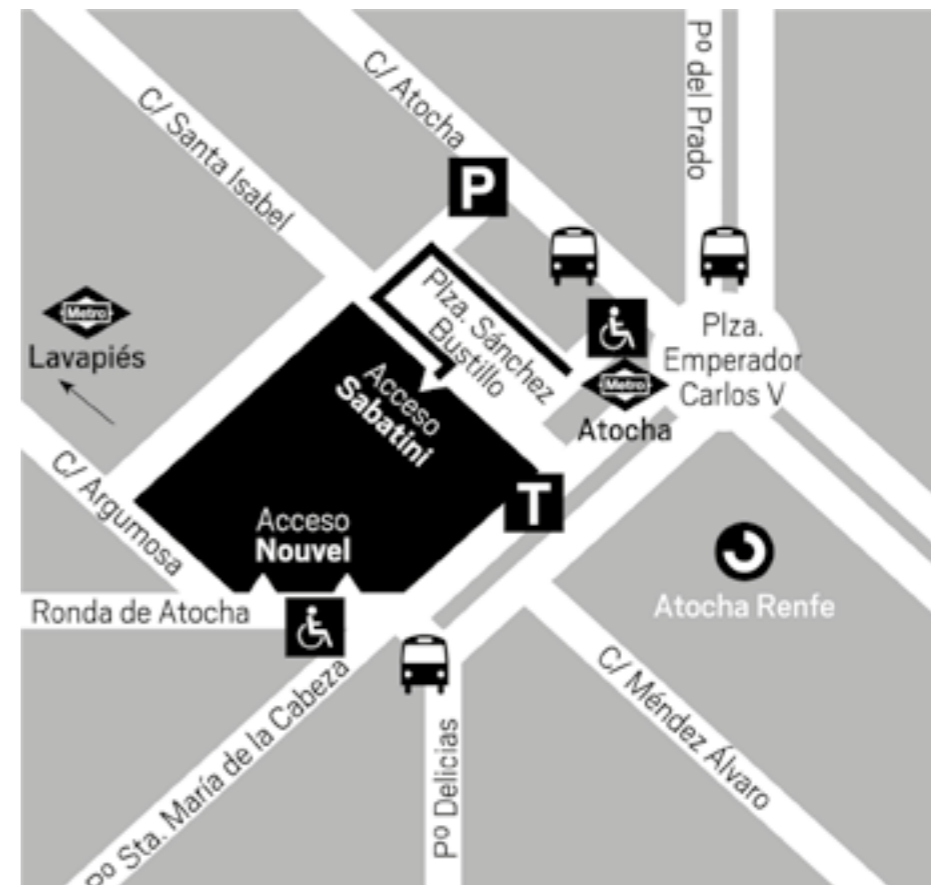 C/ Atocha
Pº del Prado
C/ Santa Isabel
P
Plza. Sánchez
Bustillo
Metro
Lavapiés
Plza.
Emperador
Carlos V
Metro
Atocha
Acceso
Sabatini
T
C/ Argumosa
Acceso
Nouvel
Ronda de Atocha
Atocha Renfe
Pº Sta. María de la Cabeza
Pº Delicias
C/ Méndez Álvaro